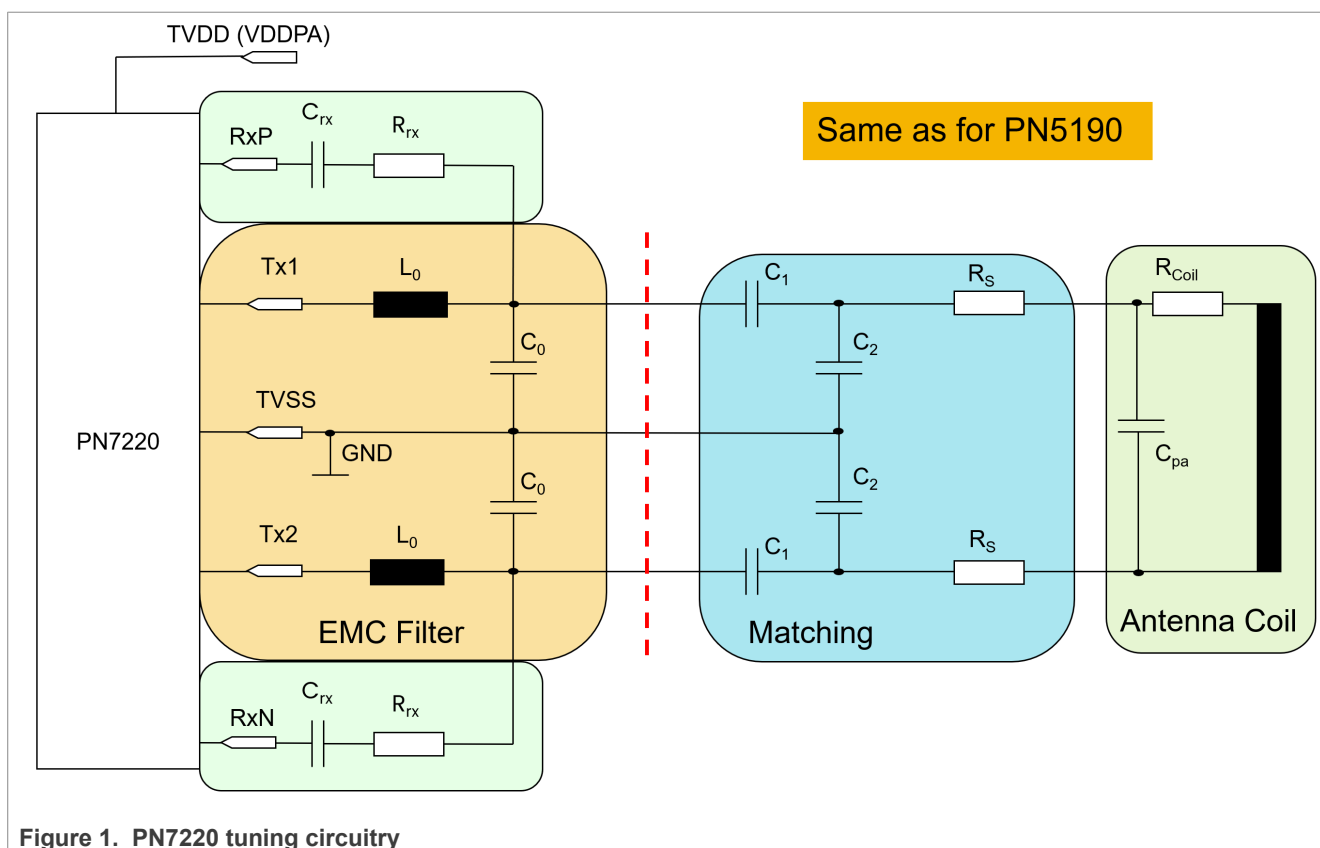 TVDD (VDDPA)
RxP
Crx
Rrx
Same as for PN5190
Tx1
L0
C0
C1
RS
RCoil
C2
TVSS
PN7220
GND
Cpa
C0
C2
Tx2
L0
C1
RS
EMC Filter
Matching
Antenna Coil
RxN
Crx
Rrx
Figure 1. PN7220 tuning circuitry